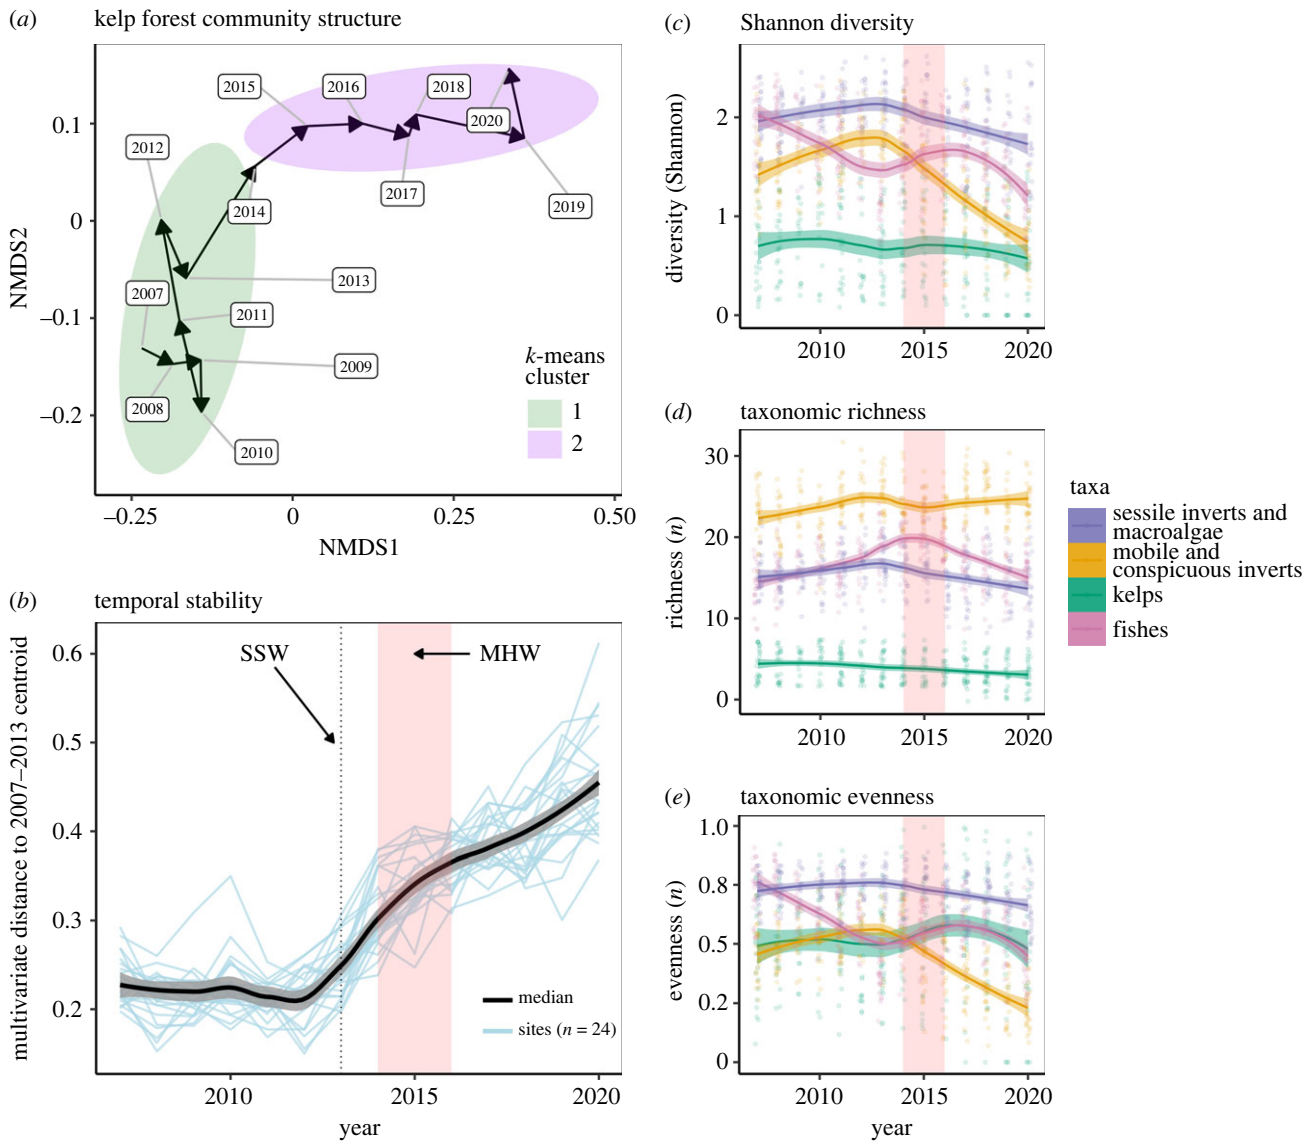 (a) kelp forest community structure
NMDS2
0.1
0
–0.1
–0.2
2015
2016
2018
2020
2012
2017
2019
2014
2013
2007
2011
2009
2008
2010
k-means
cluster
1
2
–0.25
0
0.25
0.50
NMDS1
(b) temporal stability
multivariate distance to 2007–2013 centroid
0.6
0.5
0.4
0.3
0.2
SSW
MHW
median
sites (n = 24)
2010
2015
2020
year
(c) Shannon diversity
diversity (Shannon)
2
1
0
2010
2015
2020
(d) taxonomic richness
richness (n)
30
20
10
0
2010
2015
2020
taxa
sessile inverts and
macroalgae
mobile and
conspicuous inverts
kelps
fishes
(e) taxonomic evenness
evenness (n)
1.0
0.8
0.5
0.2
0
2010
2015
2020
year